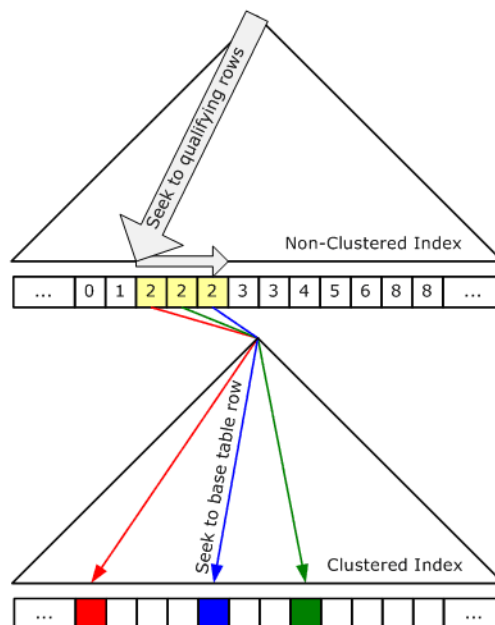 Seek to qualifying rows
Non-Clustered Index
... 0 1 2 2 2 3 3 4 5 6 8 8 ...
Seek to base table row
Clustered Index
... ...